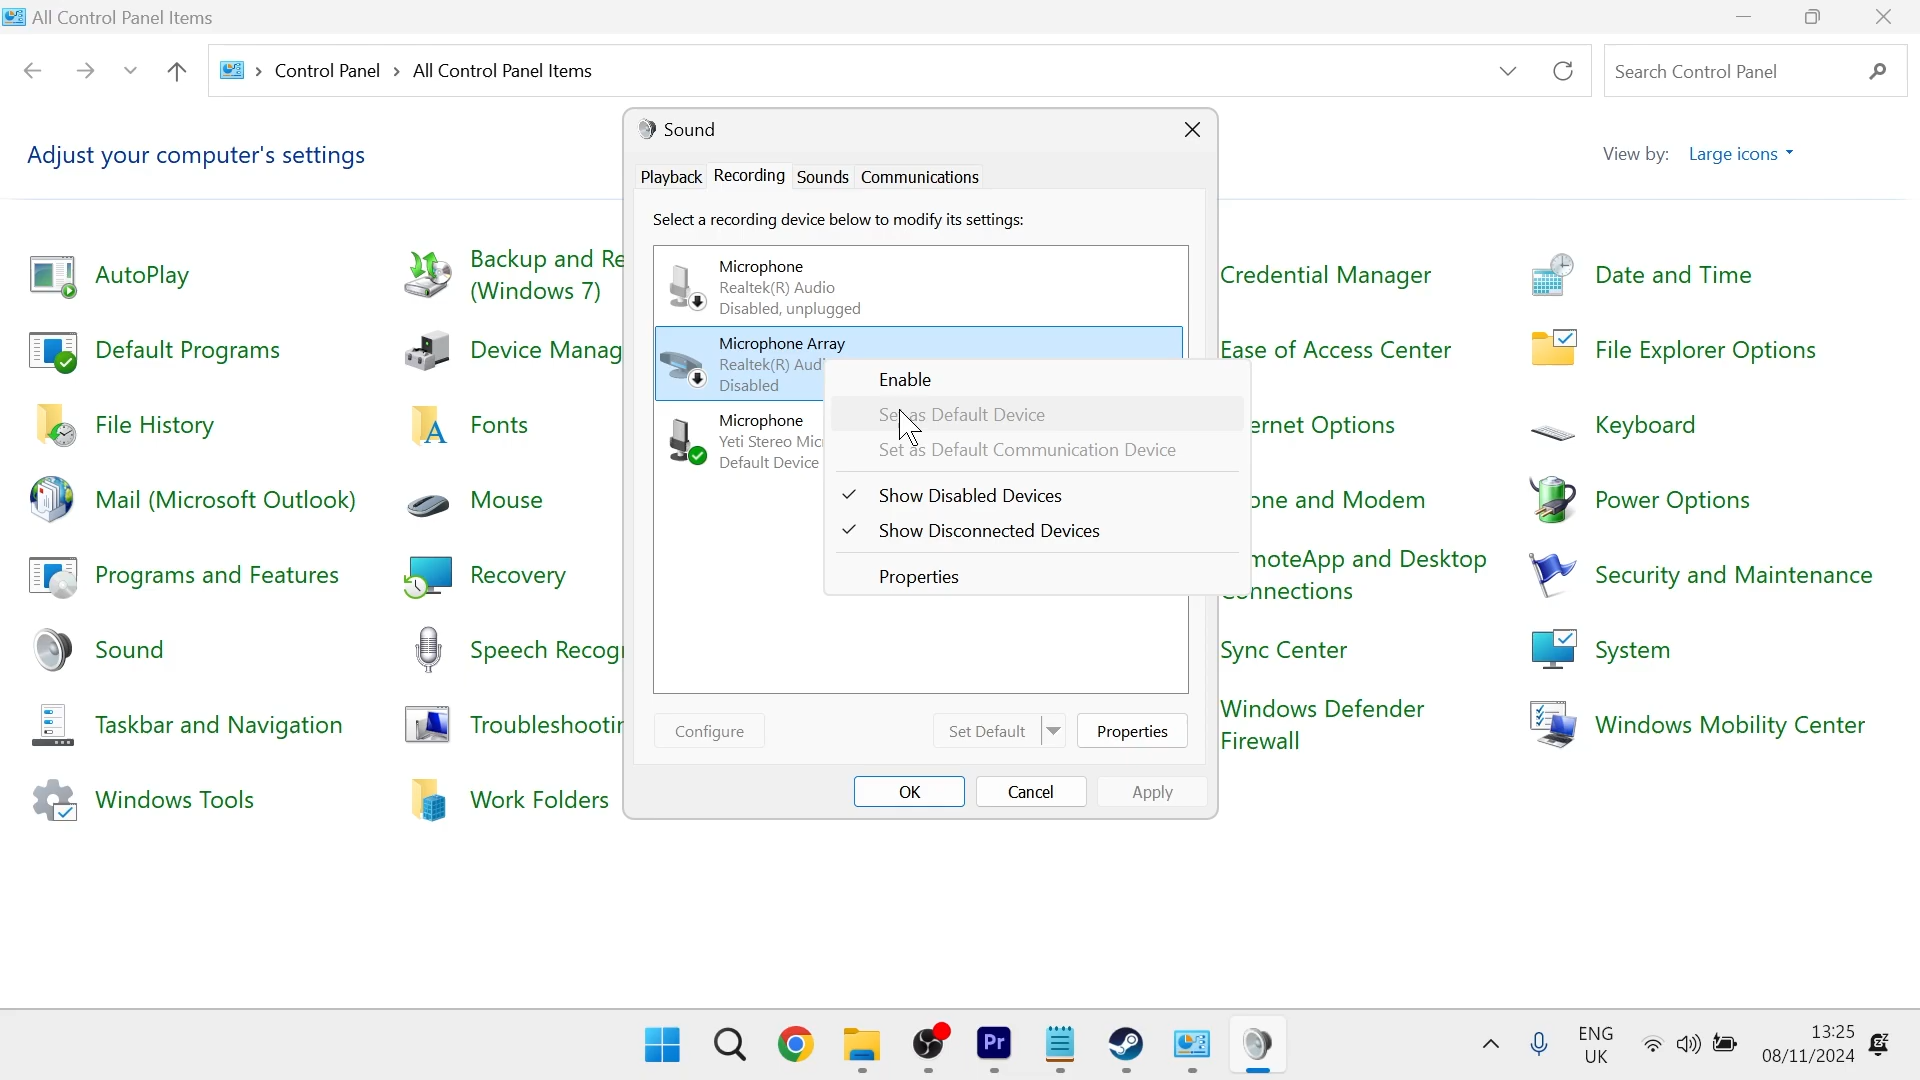 All Control Panel Items
Control Panel > All Control Panel Items
Search Control Panel
Adjust your computer's settings
View by: Large icons
AutoPlay
Backup and Re
(Windows 7)
Credential Manager
Date and Time
Default Programs
Device Manag
Ease of Access Center
File Explorer Options
File History
Fonts
ernet Options
Keyboard
Mail (Microsoft Outlook)
Mouse
one and Modem
Power Options
Programs and Features
Recovery
moteApp and Desktop
onnections
Security and Maintenance
Sound
Speech Recogn
Sync Center
System
Taskbar and Navigation
Troubleshootin
Windows Defender
Firewall
Windows Mobility Center
Windows Tools
Work Folders
Sound
Playback Recording Sounds Communications
Select a recording device below to modify its settings:
Microphone
Realtek(R) Audio
Disabled, unplugged
Microphone Array
Realtek(R) Audi
Disabled
Microphone
Yeti Stereo Mic
Default Device
Enable
Set as Default Device
Set as Default Communication Device
Show Disabled Devices
Show Disconnected Devices
Properties
Configure Set Default Properties
OK Cancel Apply
Pr
ENG
UK
13:25
08/11/2024